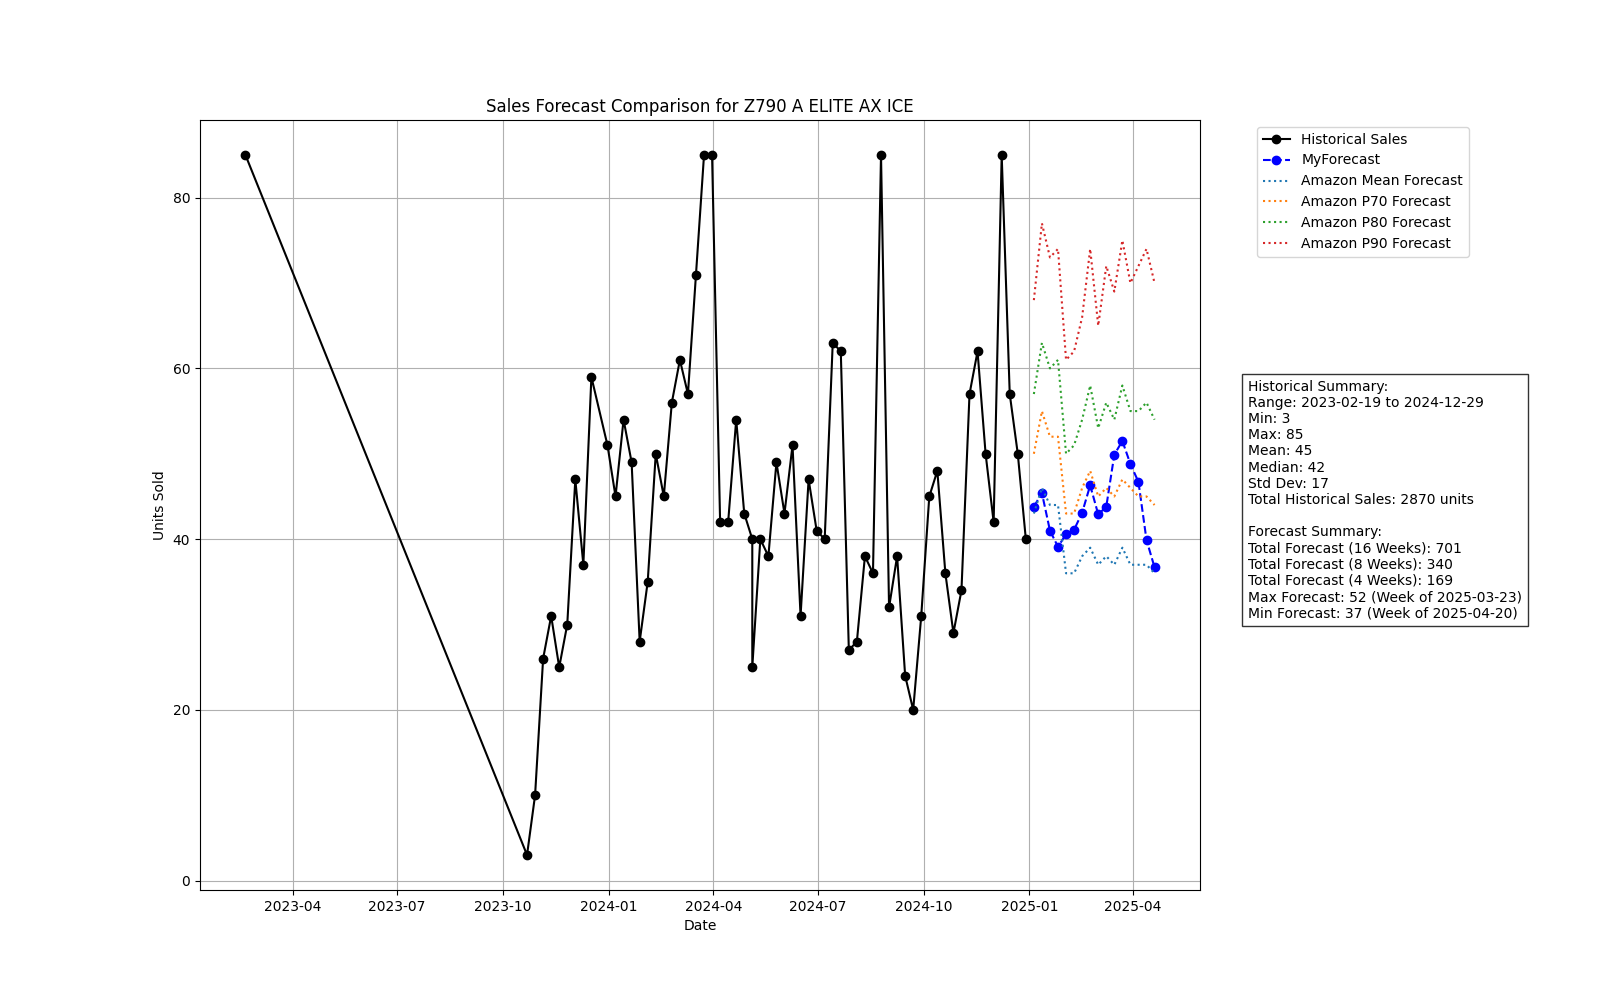 Sales Forecast Comparison for Z790 A ELITE AX ICE
Units Sold
80
60
40
20
0
2023-04
2023-07
2023-10
2024-01
2024-04
2024-07
2024-10
2025-01
2025-04
Date
Historical Sales
MyForecast
Amazon Mean Forecast
Amazon P70 Forecast
Amazon P80 Forecast
Amazon P90 Forecast
Historical Summary:
Range: 2023-02-19 to 2024-12-29
Min: 3
Max: 85
Mean: 45
Median: 42
Std Dev: 17
Total Historical Sales: 2870 units
Forecast Summary:
Total Forecast (16 Weeks): 701
Total Forecast (8 Weeks): 340
Total Forecast (4 Weeks): 169
Max Forecast: 52 (Week of 2025-03-23)
Min Forecast: 37 (Week of 2025-04-20)